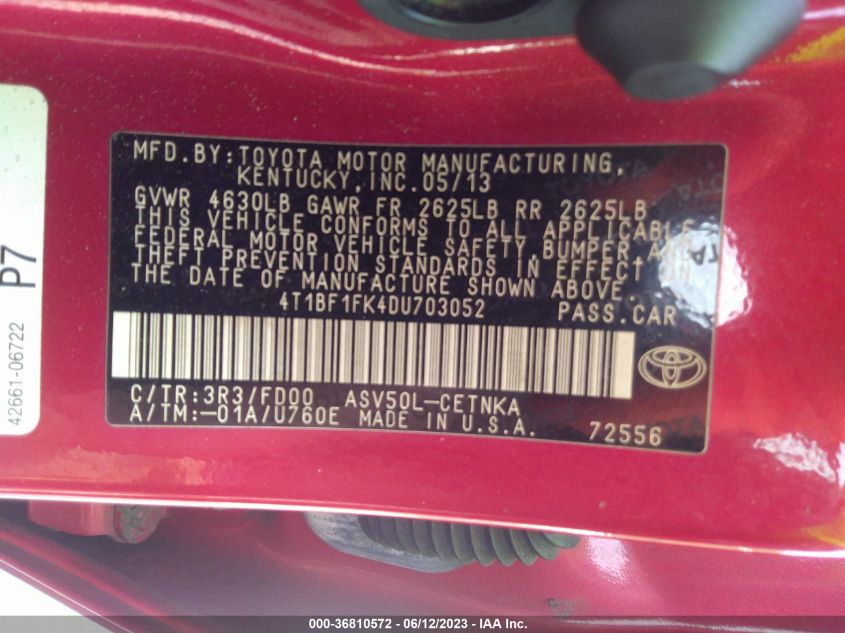 MFD.BY:TOYOTA MOTOR MANUFACTURING,
KENTUCKY, INC. 05/13
GVWR 4630LB GAWR FR 2625LB RR 2625LB
THIS VEHICLE CONFORMS TO ALL APPLICABLE
FEDERAL MOTOR VEHICLE SAFETY, BUMPER, AND
THEFT PREVENTION STANDARDS IN EFFECT ON
THE DATE OF MANUFACTURE SHOWN ABOVE.
4T1BF1FK4DU703052 PASS.CAR
C/TR:3R3/FD00 ASV50L-CETNKA
A/TM:-01A/U760E MADE IN U.S.A. 72556
P7
42661-06722
000-36810572 - 06/12/2023 - IAA Inc.